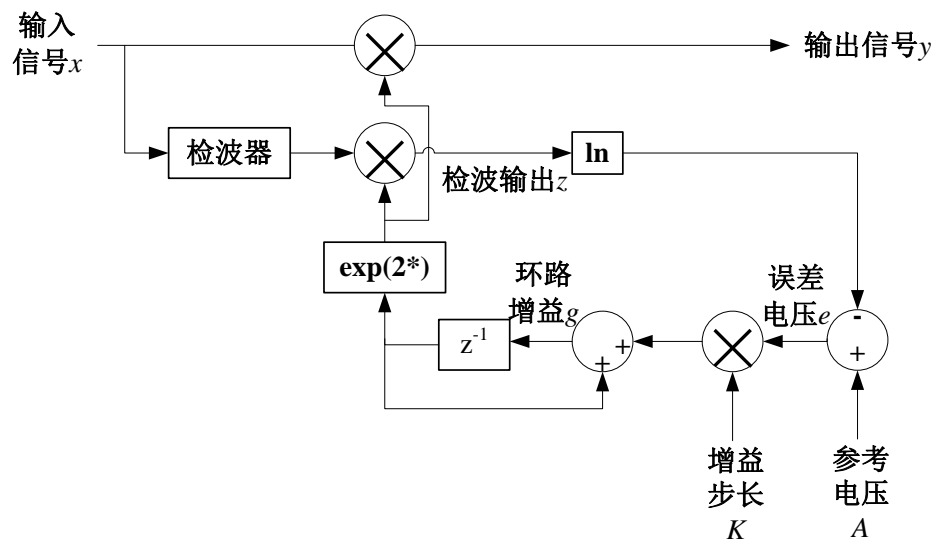 输入
信号x
输出信号y
检波器
ln
检波输出z
exp(2*)
环路
增益g
误差
电压e
z-1
+
+
-
+
增益
步长
K
参考
电压
A